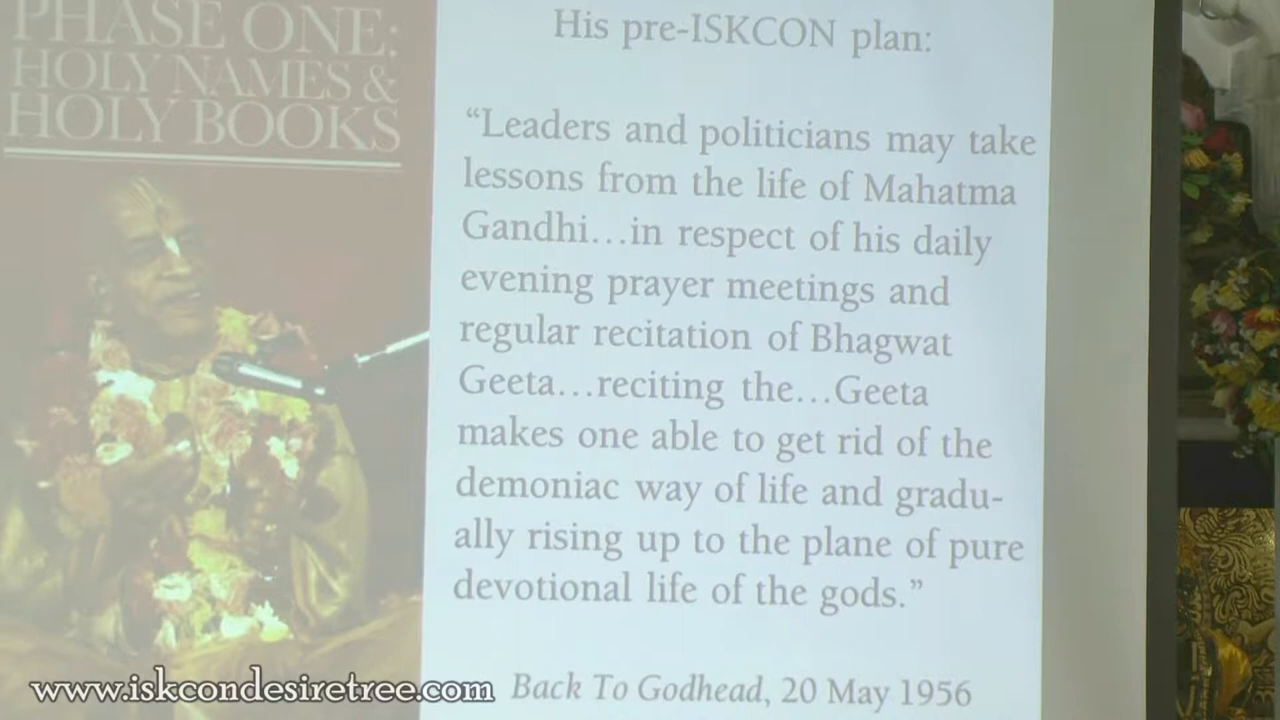 PHASE ONE:
HOLY NAMES &
HOLY BOOKS
His pre-ISKCON plan:
“Leaders and politicians may take
lessons from the life of Mahatma
Gandhi…in respect of his daily
evening prayer meetings and
regular recitation of Bhagwat
Geeta…reciting the…Geeta
makes one able to get rid of the
demoniac way of life and gradu-
ally rising up to the plane of pure
devotional life of the gods.”
Back To Godhead, 20 May 1956
www.iskcondesiretree.com